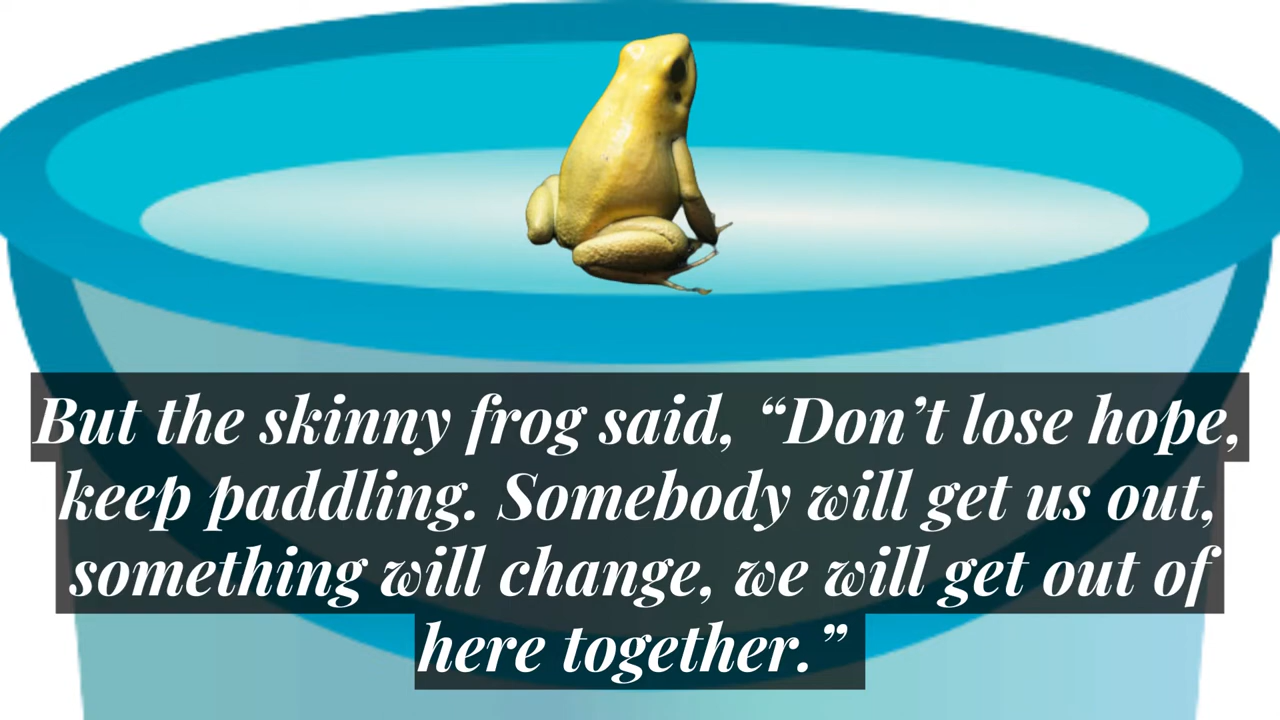 But the skinny frog said, “Don’t lose hope,
keep paddling. Somebody will get us out,
something will change, we will get out of
here together.”